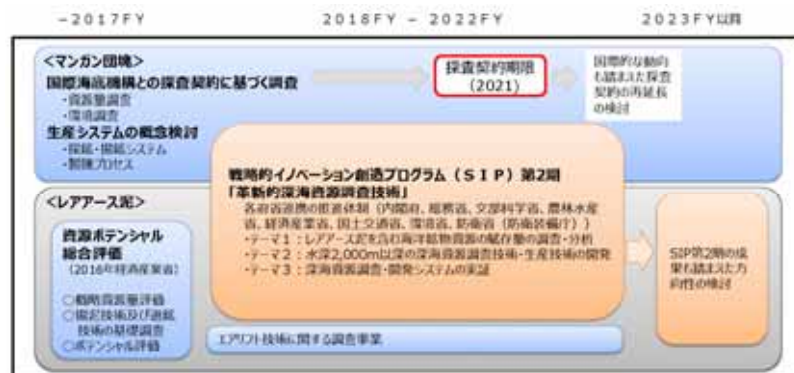 -2017FY
2018FY - 2022FY
2023FY以降
<マンガン団塊>
国際海底機構との探査契約に基づく調査
・資源量調査
・環境調査
生産システムの概念検討
・採鉱・揚鉱システム
・製錬プロセス
探査契約期限
(2021)
国際的な動向
も踏まえた探査
契約の再延長
の検討
戦略的イノベーション創造プログラム(SIP)第2期
「革新的深海資源調査技術」
各府省連携の推進体制(内閣府、総務省、文部科学省、農林水産
省、経済産業省、国土交通省、環境省、防衛省(防衛装備庁))
・テーマ1:レアアース泥を含む海洋鉱物資源の賦存量の調査・分析
・テーマ2:水深2,000m以深の深海資源調査技術・生産技術の開発
・テーマ3:深海資源調査・開発システムの実証
<レアアース泥>
資源ポテンシャル
総合評価
(2016年経済産業省)
○概略資源量評価
○揚泥技術及び選鉱
技術の基礎調査
○ポテンシャル評価
エアリフト技術に関する調査事業
SIP第2期の成
果も踏まえた方
向性の検討